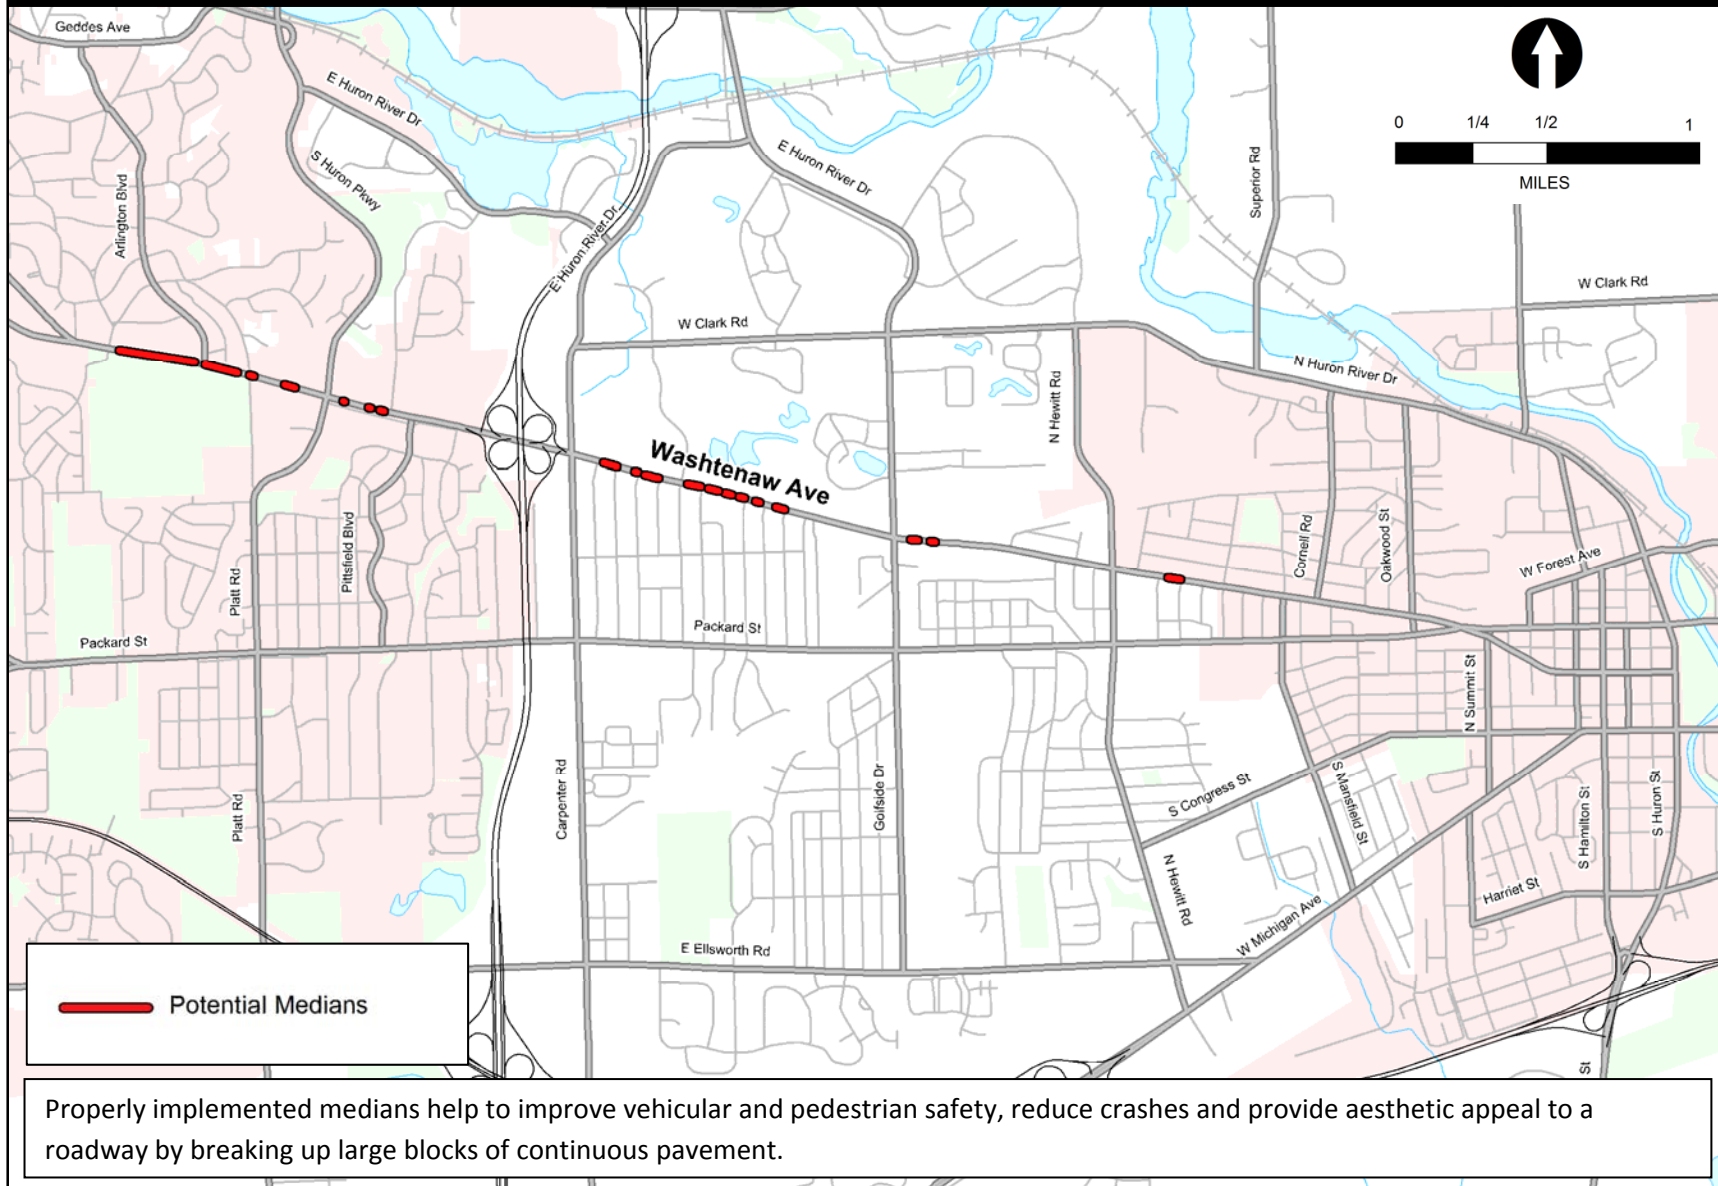 Geddes Ave
E Huron River Dr
S Huron Pkwy
Arlington Blvd
E Huron River Dr
E Huron River Dr
Superior Rd
0 1/4 1/2 1
MILES
W Clark Rd
W Clark Rd
N Huron River Dr
N Hewitt Rd
Washtenaw Ave
Cornell Rd
Oakwood St
W Forest Ave
Platt Rd
Pittsfield Blvd
Packard St
Packard St
N Summit St
Platt Rd
Carpenter Rd
Golfside Dr
S Congress St
S Mansfield St
S Hamilton St
S Huron St
N Hewitt Rd
Harriet St
W Michigan Ave
E Ellsworth Rd
St
Potential Medians
Properly implemented medians help to improve vehicular and pedestrian safety, reduce crashes and provide aesthetic appeal to a
roadway by breaking up large blocks of continuous pavement.